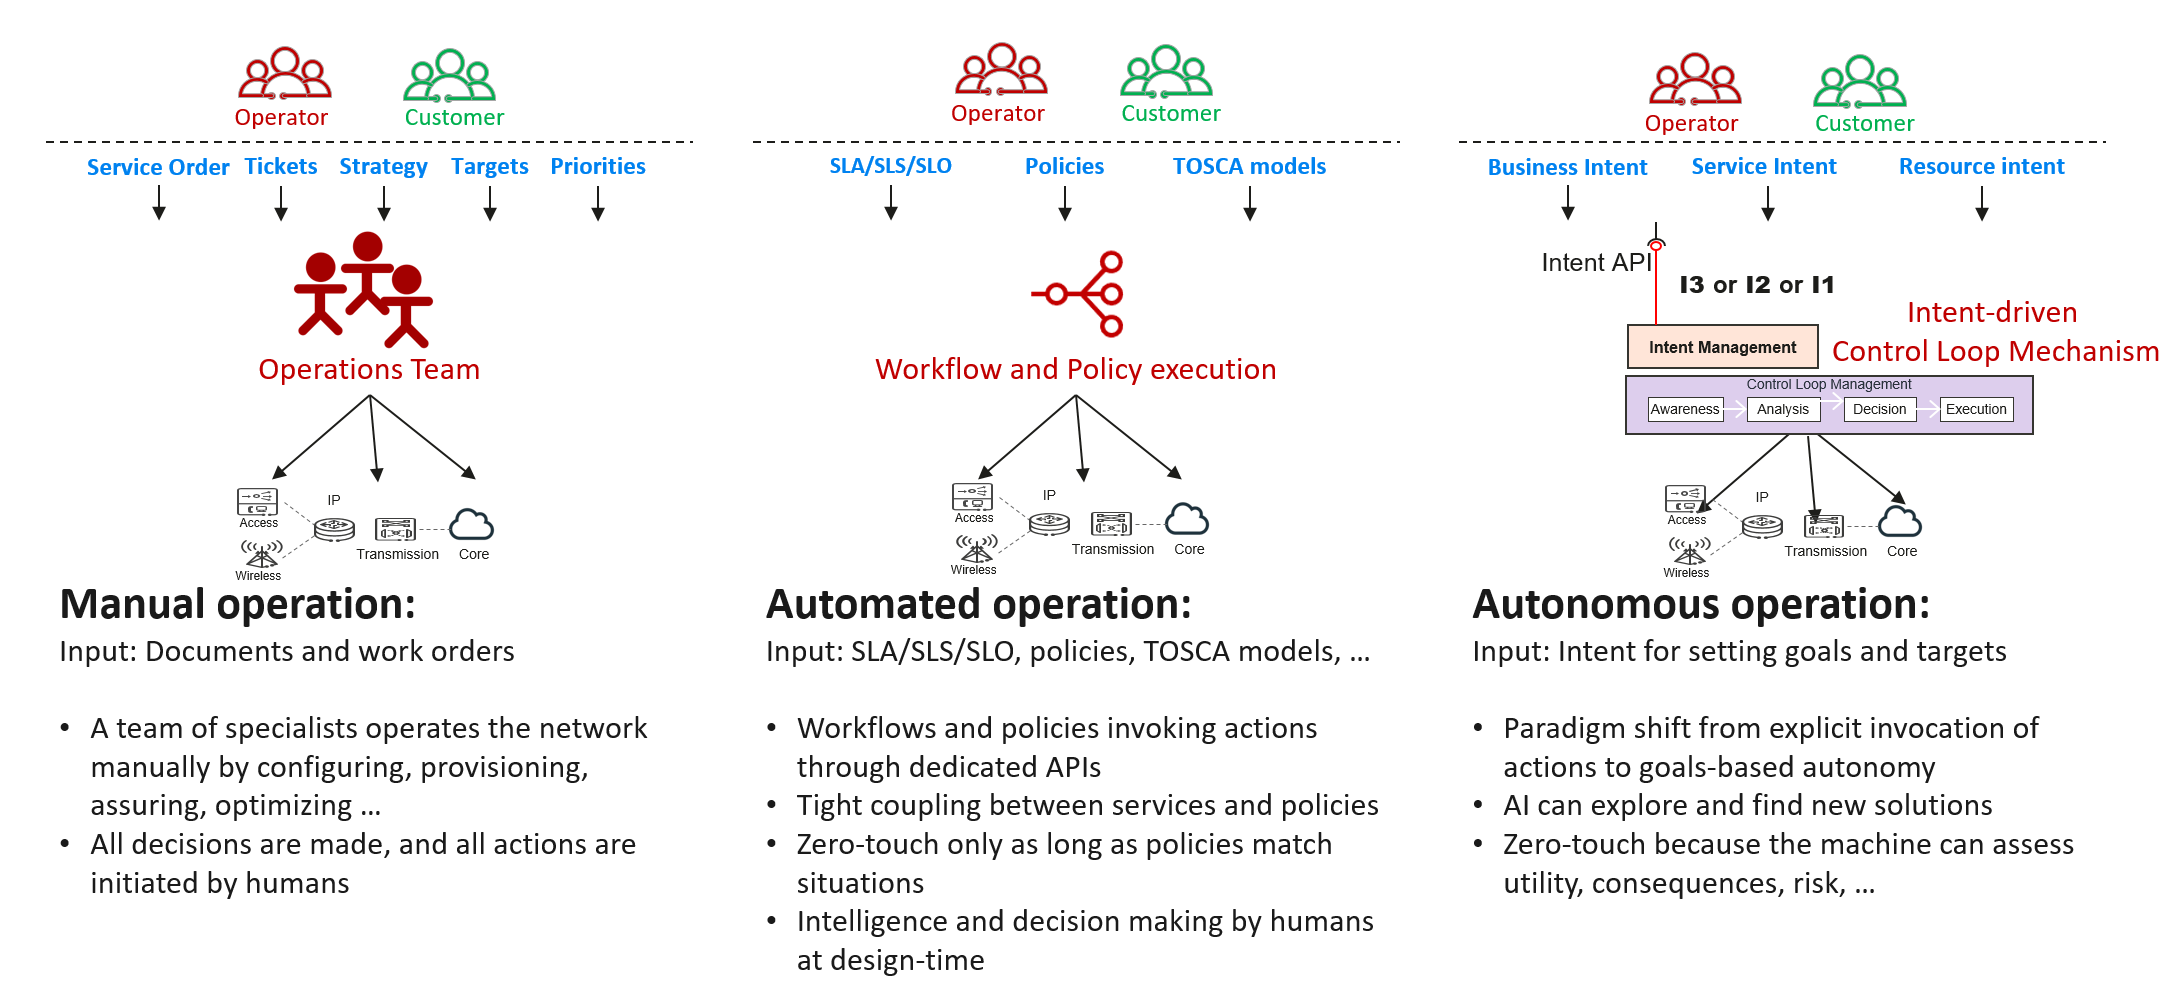 Operator
Customer
Service Order
Tickets
Strategy
Targets
Priorities
Operations Team
Access
IP
Wireless
Transmission
Core
Manual operation:
Input: Documents and work orders
• A team of specialists operates the network
manually by configuring, provisioning,
assuring, optimizing ...
• All decisions are made, and all actions are
initiated by humans
Operator
Customer
SLA/SLS/SLO
Policies
TOSCA models
Workflow and Policy execution
Access
IP
Wireless
Transmission
Core
Automated operation:
Input: SLA/SLS/SLO, policies, TOSCA models, ...
• Workflows and policies invoking actions
through dedicated APIs
• Tight coupling between services and policies
• Zero-touch only as long as policies match
situations
• Intelligence and decision making by humans
at design-time
Operator
Customer
Business Intent
Service Intent
Resource intent
Intent API
I3 or I2 or I1
Intent-driven
Control Loop Mechanism
Intent Management
Control Loop Management
Awareness
Analysis
Decision
Execution
Access
IP
Wireless
Transmission
Core
Autonomous operation:
Input: Intent for setting goals and targets
• Paradigm shift from explicit invocation of
actions to goals-based autonomy
• AI can explore and find new solutions
• Zero-touch because the machine can assess
utility, consequences, risk, ...